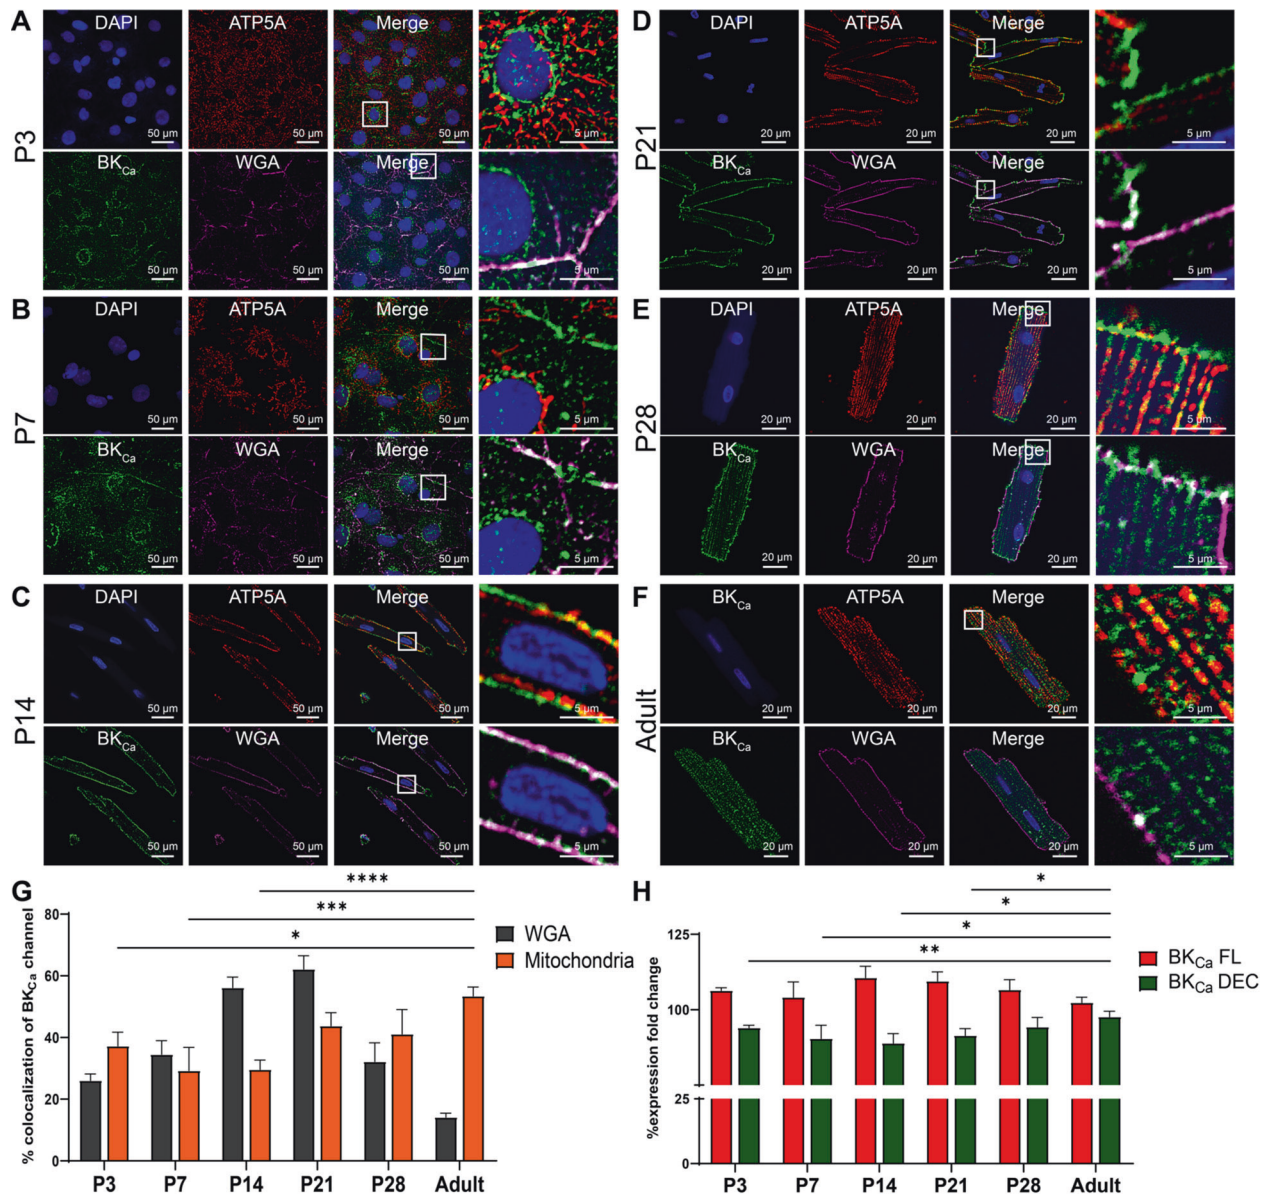 A
DAPI
ATP5A
Merge
P3
50 µm
50 µm
50 µm
5 µm
BKCa
WGA
Merge
50 µm
50 µm
50 µm
5 µm
B
DAPI
ATP5A
Merge
P7
50 µm
50 µm
50 µm
5 µm
BKCa
WGA
Merge
50 µm
50 µm
50 µm
5 µm
C
DAPI
ATP5A
Merge
P14
50 µm
50 µm
50 µm
5 µm
BKCa
WGA
Merge
50 µm
50 µm
50 µm
5 µm
D
DAPI
ATP5A
Merge
P21
20 µm
20 µm
20 µm
5 µm
BKCa
WGA
Merge
20 µm
20 µm
20 µm
5 µm
E
DAPI
ATP5A
Merge
P28
20 µm
20 µm
20 µm
5 µm
BKCa
WGA
Merge
20 µm
20 µm
20 µm
5 µm
F
BKCa
ATP5A
Merge
Adult
20 µm
20 µm
20 µm
5 µm
BKCa
WGA
Merge
20 µm
20 µm
20 µm
5 µm
G
% colocalization of BKCa channel
80
60
40
20
0
****
***
*
WGA
Mitochondria
P3 P7 P14 P21 P28 Adult
H
%expression fold change
125
100
25
0
*
*
*
**
BKCa FL
BKCa DEC
P3 P7 P14 P21 P28 Adult